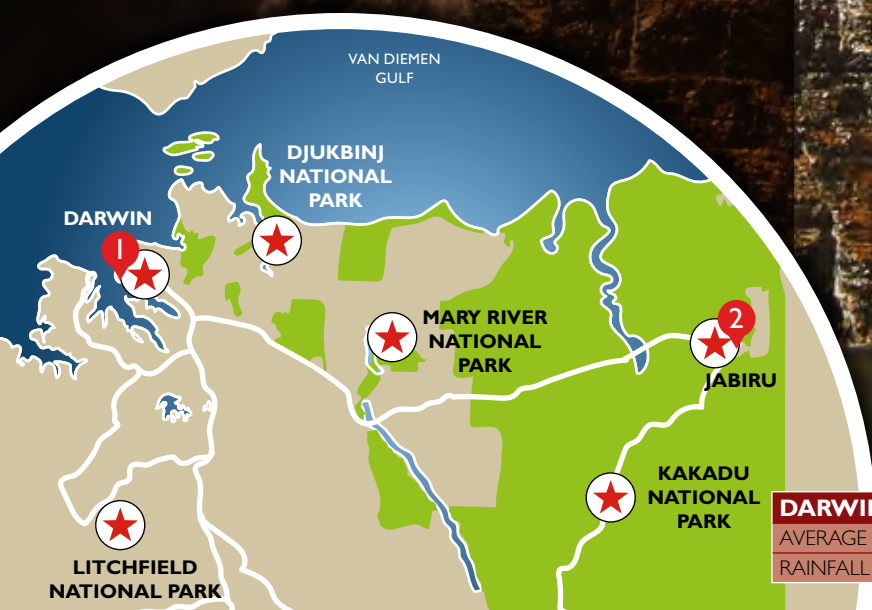 VAN DIEMEN
GULF
DJUKBINJ
NATIONAL
PARK
DARWIN
1
MARY RIVER
NATIONAL
PARK
2
JABIRU
KAKADU
NATIONAL
PARK
LITCHFIELD
NATIONAL PARK
DARWI
AVERAGE
RAINFALL